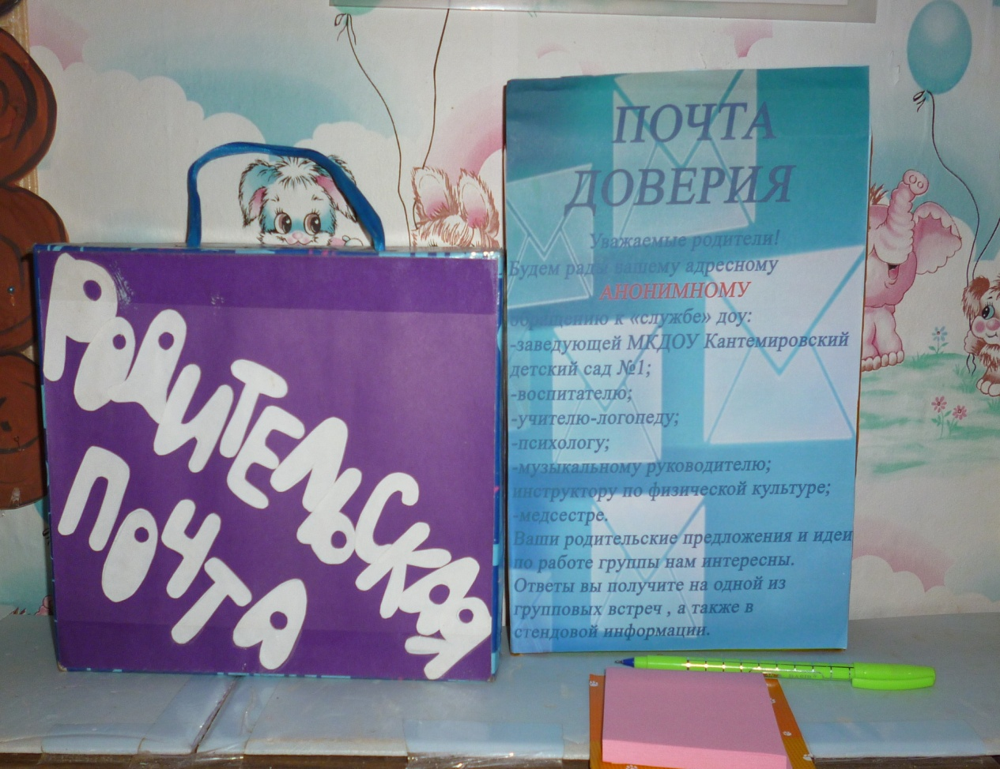 РОДИТЕЛЬСКАЯ
ПОЧТА
ПОЧТА
ДОВЕРИЯ
Уважаемые родители!
Будем рады вашему адресному
АНОНИМНОМУ
обращению к «службе» доу:
-заведующей МКДОУ Кантемировский
детский сад №1;
-воспитателю;
-учителю-логопеду;
-психологу;
-музыкальному руководителю;
инструктору по физической культуре;
-медсестре.
Ваши родительские предложения и идеи
по работе группы нам интересны.
Ответы вы получите на одной из
групповых встреч , а также в
стендовой информации.